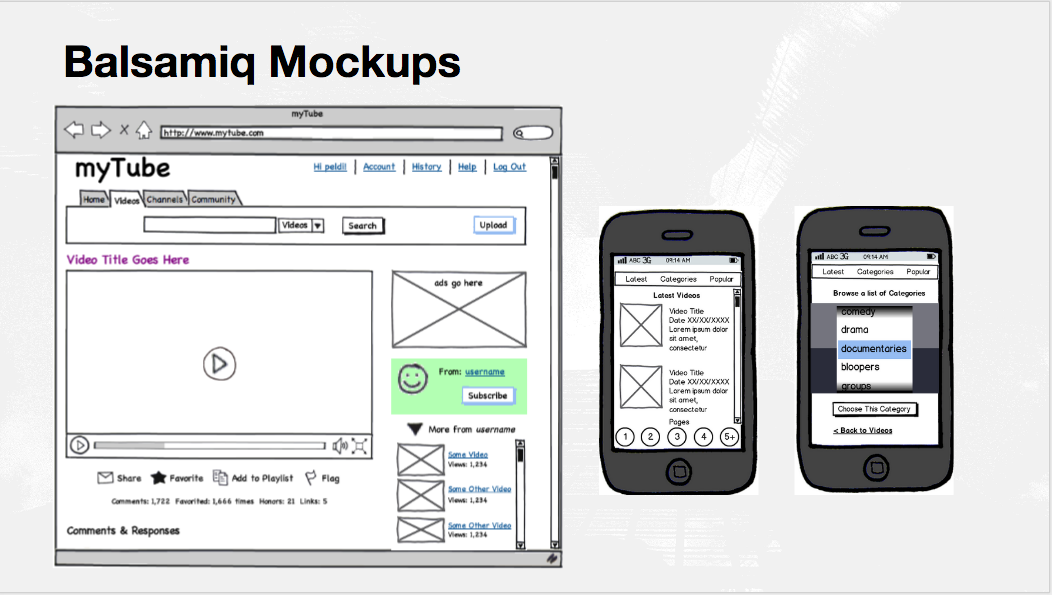 Balsamiq Mockups
myTube
http://www.mytube.com
myTube
Hi peldi! | Account | History | Help | Log Out
Home Videos Channels Community
Videos Search Upload
Video Title Goes Here
ads go here
From: username
Subscribe
More from username
Some Video
Views: 1,234
Some Other Video
Views: 1,234
Some Other Video
Views: 1,234
Share Favorite Add to Playlist Flag
Comments: 1,722 Favorited: 1,666 times Honors: 21 Links: 5
Comments & Responses
ABC 3G 09:14 AM
Latest Categories Popular
Latest Videos
Video Title
Date XX/XX/XXXX
Lorem ipsum dolor
sit amet,
consectetur
Video Title
Date XX/XX/XXXX
Lorem ipsum dolor
sit amet,
consectetur
Pages
1 2 3 4 5+
ABC 3G 09:14 AM
Latest Categories Popular
Browse a list of Categories
comedy
drama
documentaries
bloopers
groups
Choose This Category
< Back to Videos